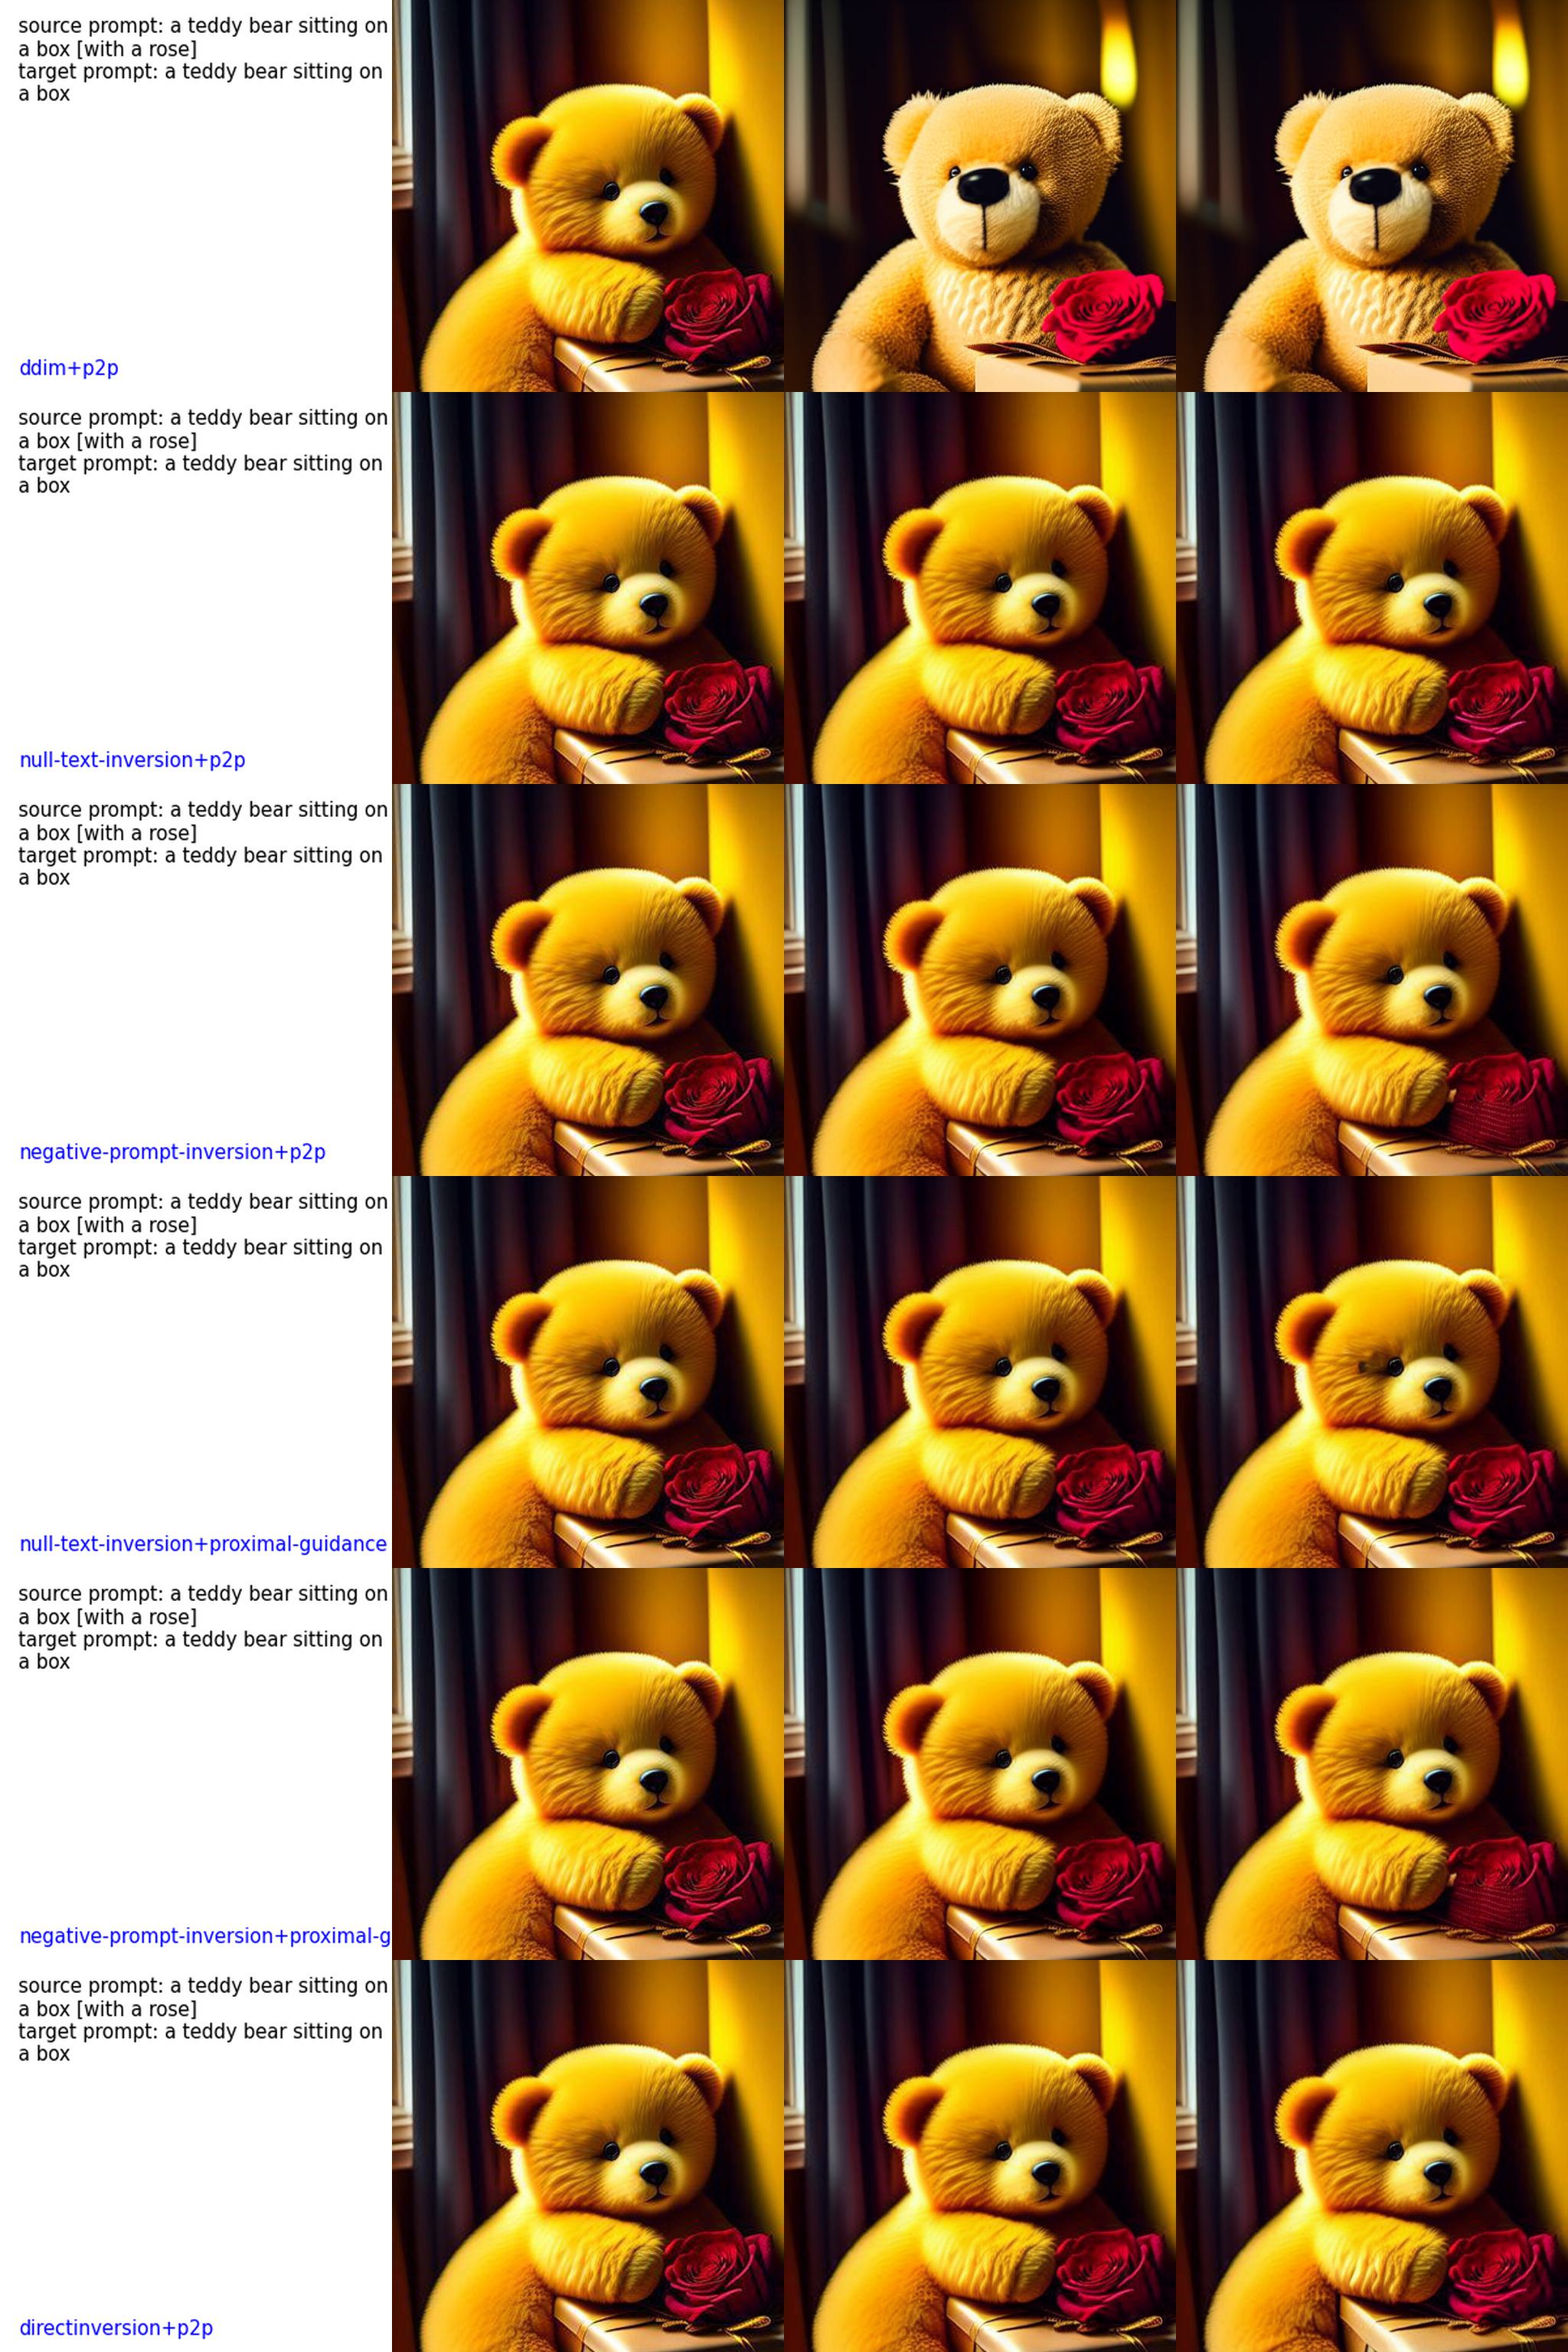 source prompt: a teddy bear sitting on
a box [with a rose]
target prompt: a teddy bear sitting on
a box
ddim+p2p
source prompt: a teddy bear sitting on
a box [with a rose]
target prompt: a teddy bear sitting on
a box
null-text-inversion+p2p
source prompt: a teddy bear sitting on
a box [with a rose]
target prompt: a teddy bear sitting on
a box
negative-prompt-inversion+p2p
source prompt: a teddy bear sitting on
a box [with a rose]
target prompt: a teddy bear sitting on
a box
null-text-inversion+proximal-guidance
source prompt: a teddy bear sitting on
a box [with a rose]
target prompt: a teddy bear sitting on
a box
negative-prompt-inversion+proximal-g
source prompt: a teddy bear sitting on
a box [with a rose]
target prompt: a teddy bear sitting on
a box
directinversion+p2p